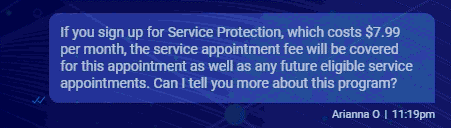 If you sign up for Service Protection, which costs $7.99
per month, the service appointment fee will be covered
for this appointment as well as any future eligible service
appointments. Can I tell you more about this program?
Arianna O | 11:19pm